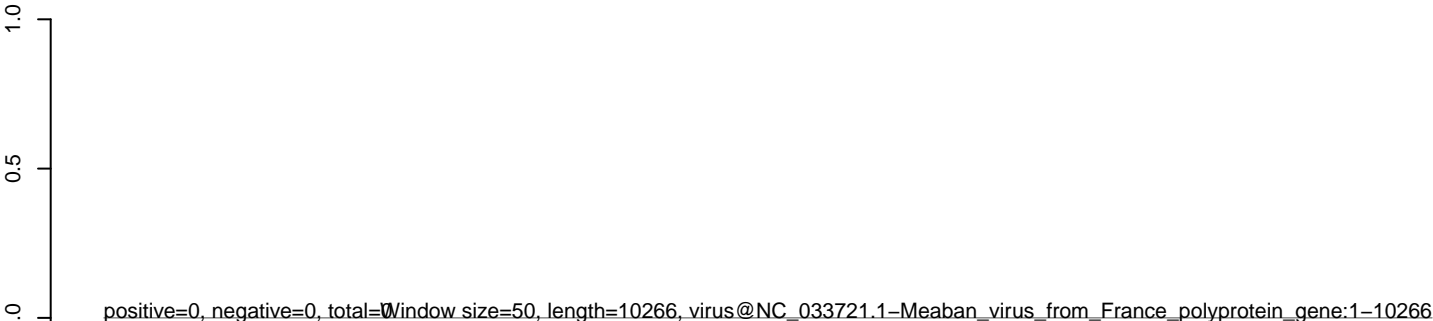 1.0
0.5
.0
positive=0, negative=0, total=0
Window size=50, length=10266, virus@NC_033721.1−Meaban_virus_from_France_polyprotein_gene:1−10266